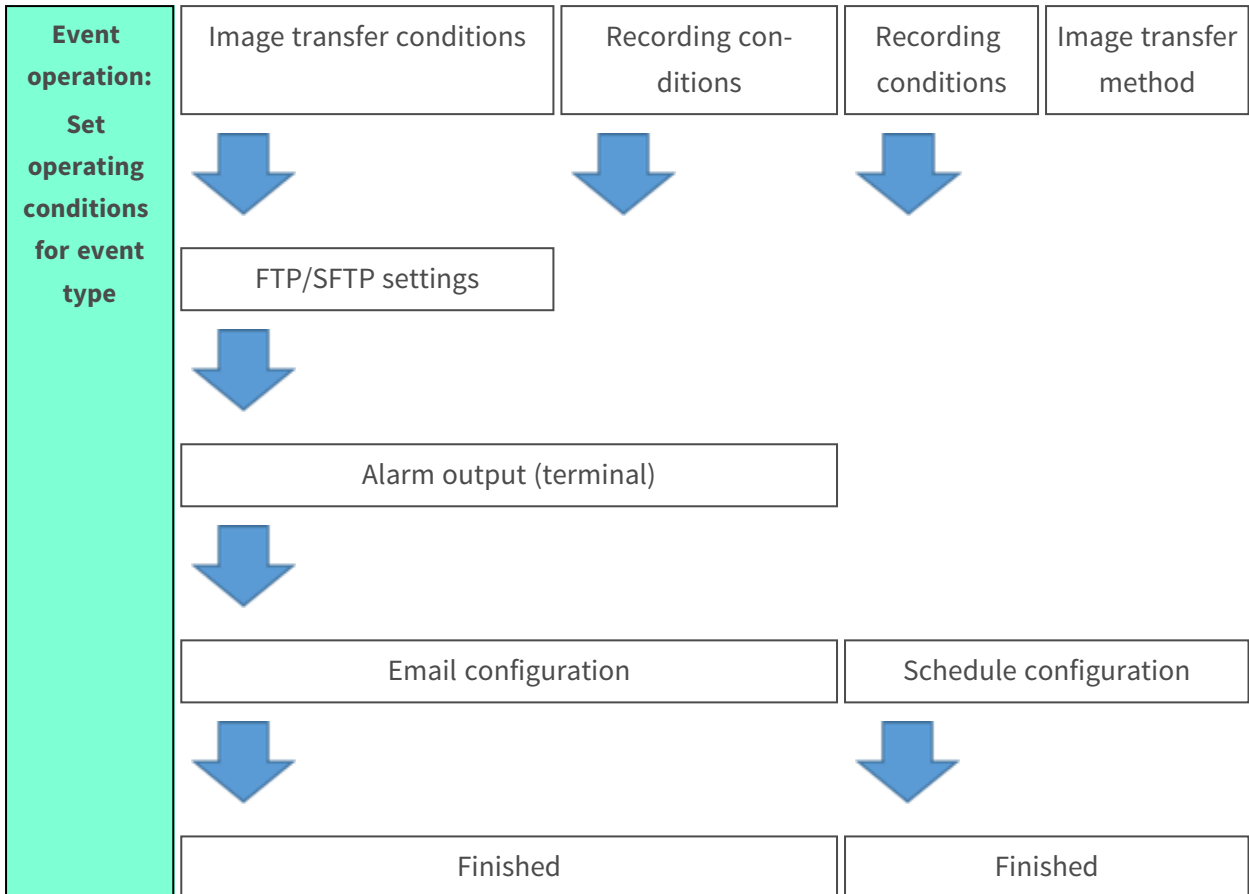 Event
operation:
Set
operating
conditions
for event
type
Image transfer conditions
Recording con-
ditions
Recording
conditions
Image transfer
method
FTP/SFTP settings
Alarm output (terminal)
Email configuration
Schedule configuration
Finished
Finished